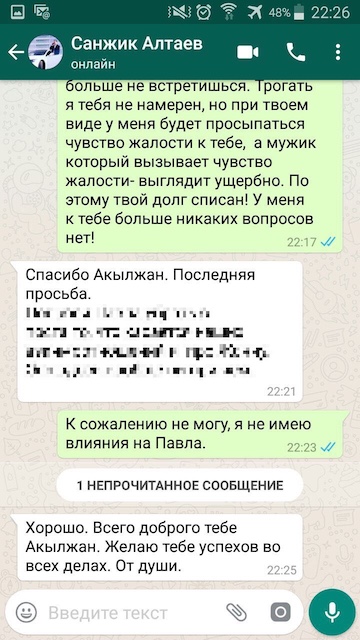 48% 22:26
Санжик Алтаев
онлайн
больше не встретишься. Трогать
я тебя не намерен, но при твоем
виде у меня будет просыпаться
чувство жалости к тебе, а мужик
который вызывает чувство
жалости- выглядит ущербно. По
этому твой долг списан! У меня
к тебе больше никаких вопросов
нет!
22:17
Спасибо Акылжан. Последняя
просьба.
22:21
К сожалению не могу, я не имею
влияния на Павла.
22:23
1 НЕПРОЧИТАННОЕ СООБЩЕНИЕ
Хорошо. Всего доброго тебе
Акылжан. Желаю тебе успехов во
всех делах. От души.
22:25
Введите текст